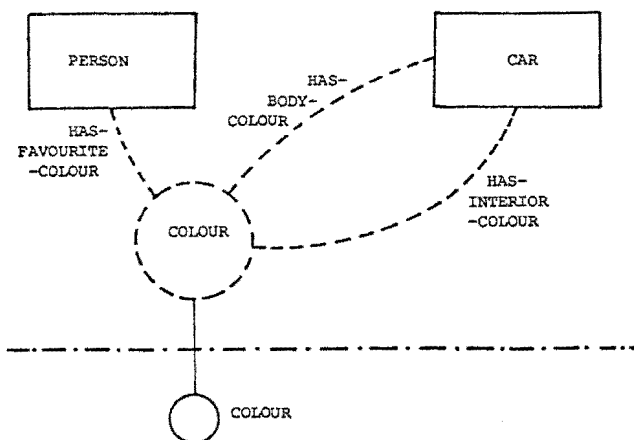 PERSON
CAR
HAS-
BODY-
COLOUR
HAS-
FAVOURITE
-COLOUR
HAS-
INTERIOR
-COLOUR
COLOUR
COLOUR